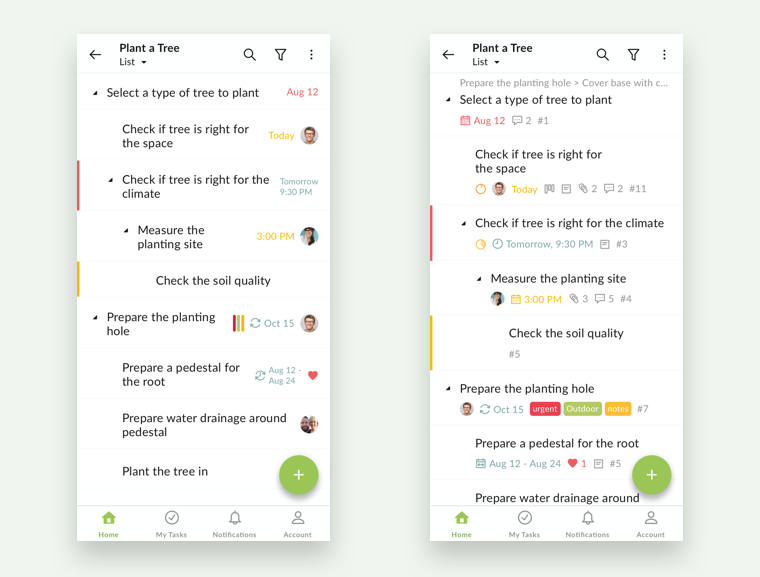 Plant a Tree
List
Select a type of tree to plant
Aug 12
Check if tree is right for
the space
Today
Check if tree is right for the
climate
Tomorrow
9:30 PM
Measure the
planting site
3:00 PM
Check the soil quality
Prepare the planting
hole
Oct 15
Prepare a pedestal for
the root
Aug 12 -
Aug 24
Prepare water drainage around
pedestal
Plant the tree in
+
Home
My Tasks
Notifications
Account
Plant a Tree
List
Prepare the planting hole > Cover base with c...
Select a type of tree to plant
Aug 12 2 #1
Check if tree is right for
the space
Today 2 2 #11
Check if tree is right for the climate
Tomorrow, 9:30 PM #3
Measure the planting site
3:00 PM 3 5 #4
Check the soil quality
#5
Prepare the planting hole
Oct 15 urgent Outdoor notes #7
Prepare a pedestal for the root
Aug 12 - Aug 24 1 #5
+
Prepare water drainage around
Home
My Tasks
Notifications
Account